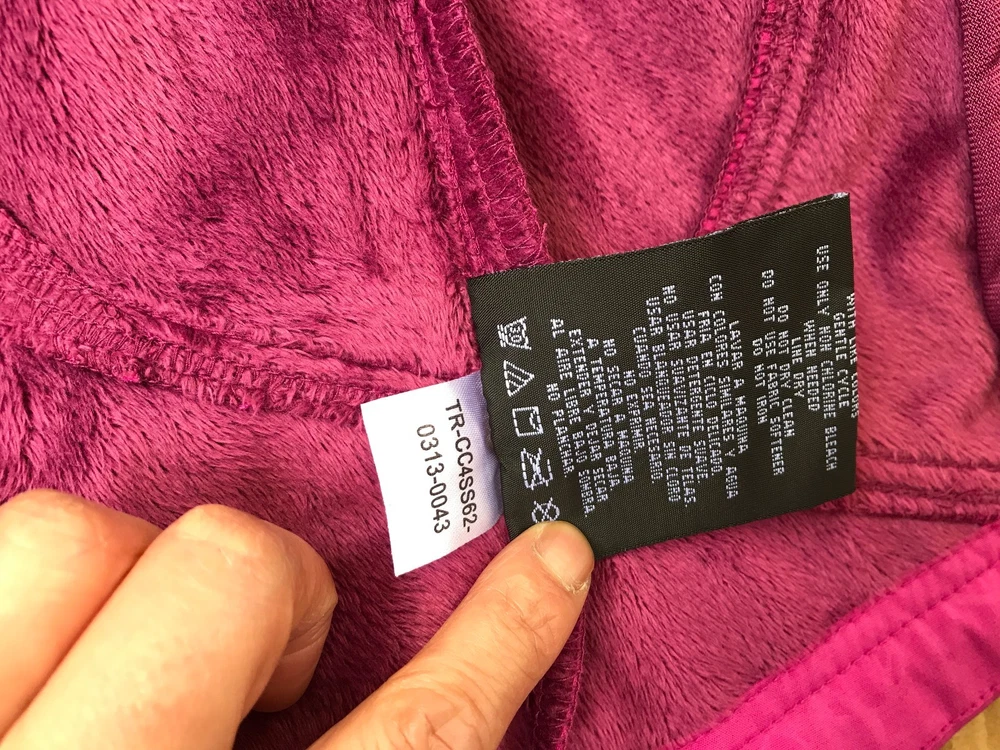 WITH LIKE COLORS
GENTLE CYCLE
USE ONLY NON CHLORINE BLEACH
WHEN NEEDED
LINE DRY
DO NOT DRY CLEAN
DO NOT USE FABRIC SOFTENER
DO NOT IRON
LAVAR A MAQUINA
CON COLORES SIMILARES Y AGUA
FRIA EN CICLO DELICADO.
USAR DETERGENTE SUAVE.
NO USAR SUAVIZANTE DE TELAS.
USAR BLANQUEADORES SIN CLORO
CUANDO SEA NECESARIO.
NO EXPRIMIR.
NO SECAR A MAQUINA
A TEMPERATURA BAJA.
EXTENDER Y DEJAR SECAR
AL AIRE LIBRE BAJO SOMBRA.
NO PLANCHAR.
TR-CC4SS62-
0313-0043